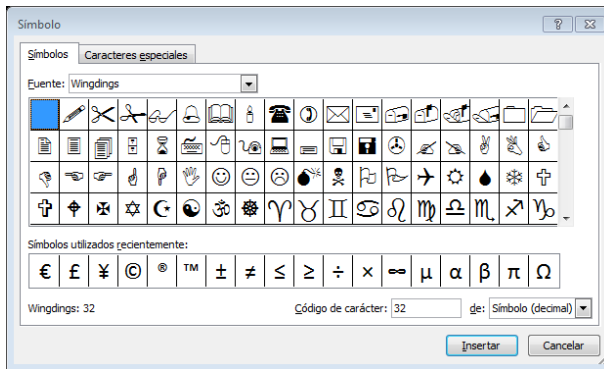 Símbolo
Símbolos Caracteres especiales
Fuente: Wingdings
Símbolos utilizados recientemente:
€ £ ¥ © ® ™ ± ≠ ≤ ≥ ÷ × ∞ µ α β π Ω
Wingdings: 32 Código de carácter: 32 de: Símbolo (decimal)
Insertar Cancelar